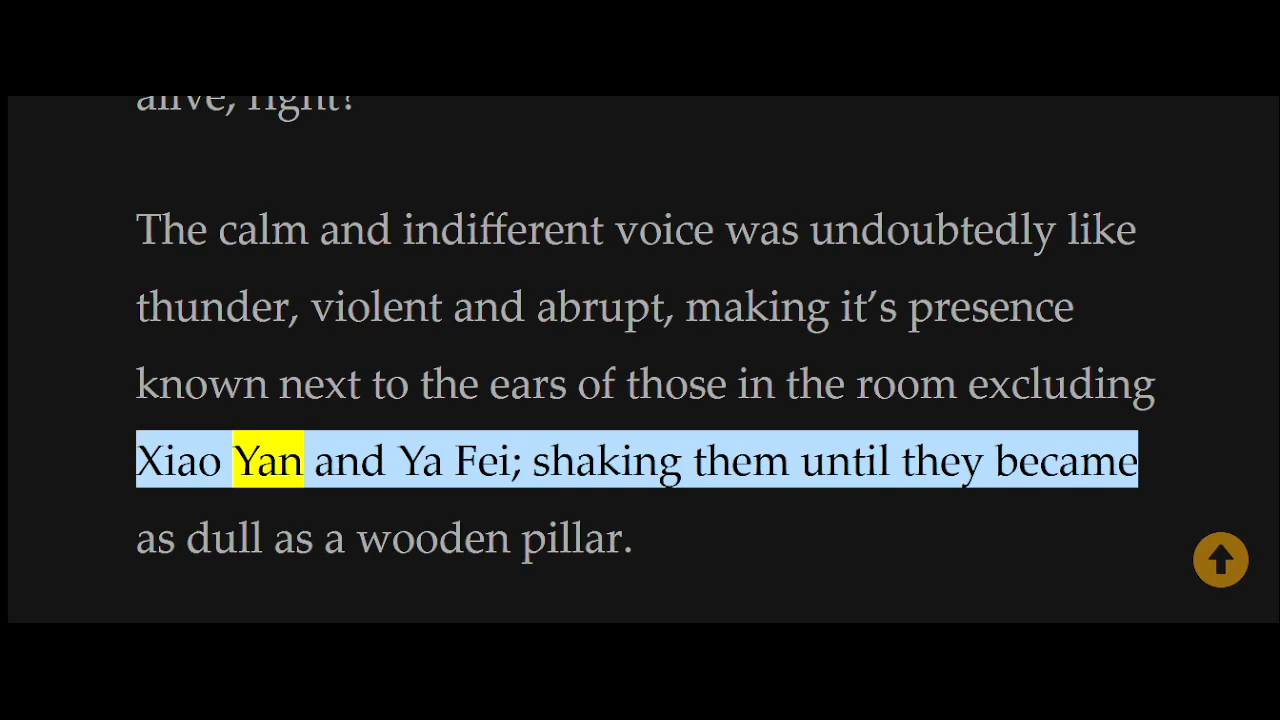 alive, right?
The calm and indifferent voice was undoubtedly like
thunder, violent and abrupt, making it’s presence
known next to the ears of those in the room excluding
Xiao Yan and Ya Fei; shaking them until they became
as dull as a wooden pillar.